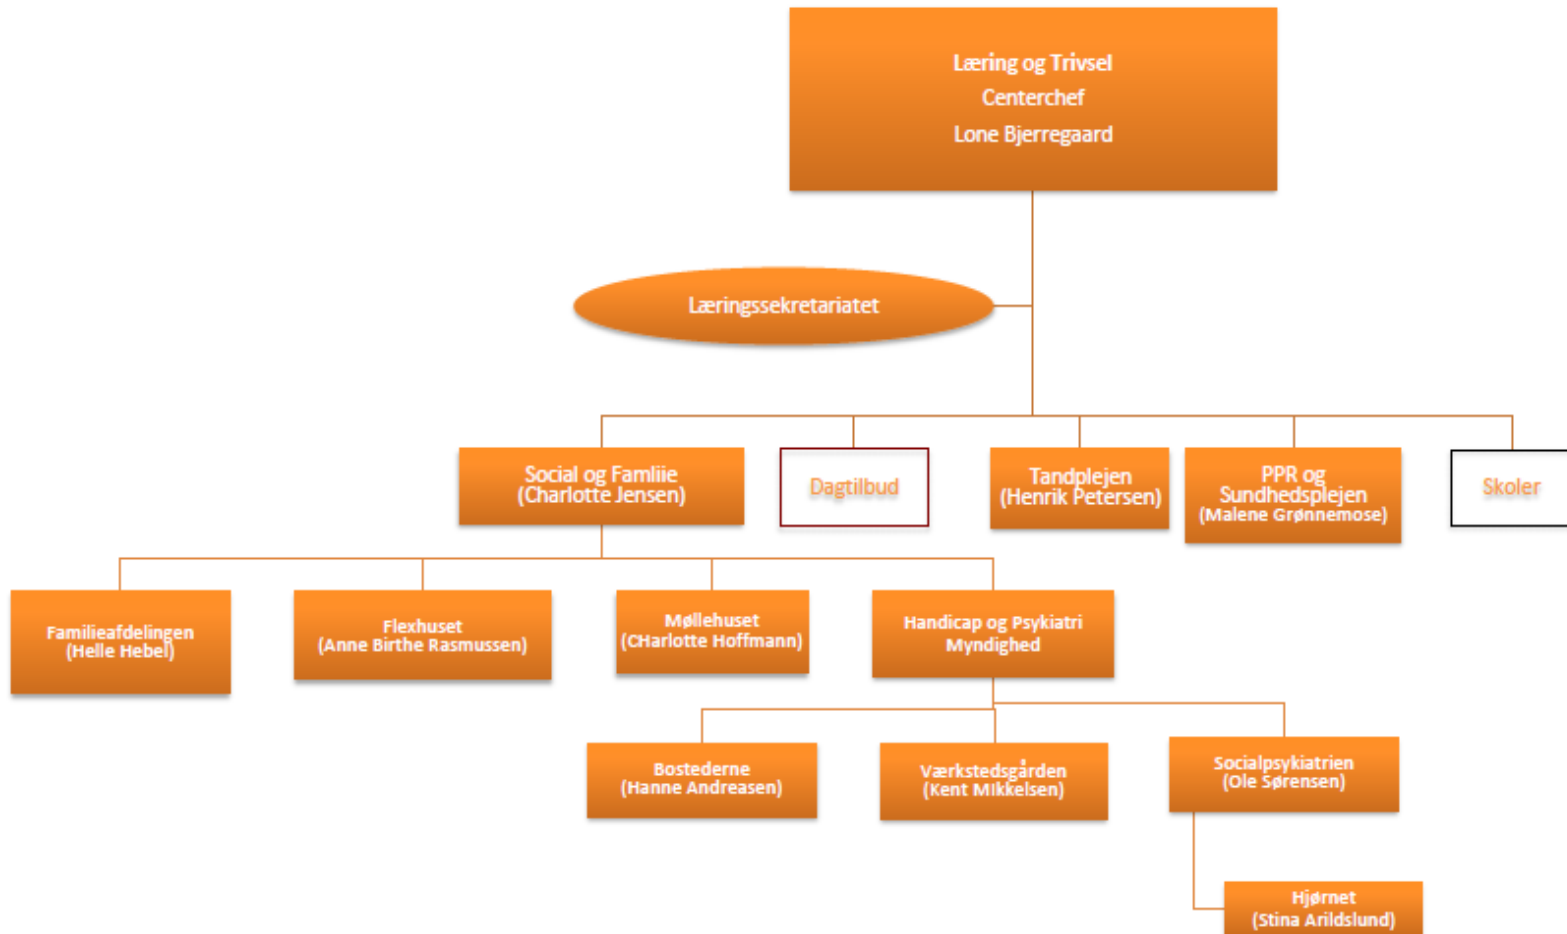 Læring og Trivsel
Centerchef
Lone Bjerregaard
Læringssekretariatet
Social og Famliie
(Charlotte Jensen)
Dagtilbud
Tandplejen
(Henrik Petersen)
PPR og
Sundhedsplejen
(Malene Grønnemose)
Skoler
Familieafdelingen
(Helle Hebel)
Flexhuset
(Anne Birthe Rasmussen)
Møllehuset
(CHarlotte Hoffmann)
Handicap og Psykiatri
Myndighed
Bostederne
(Hanne Andreasen)
Værkstedsgården
(Kent MIkkelsen)
Socialpsykiatrien
(Ole Sørensen)
Hjørnet
(Stina Arildslund)